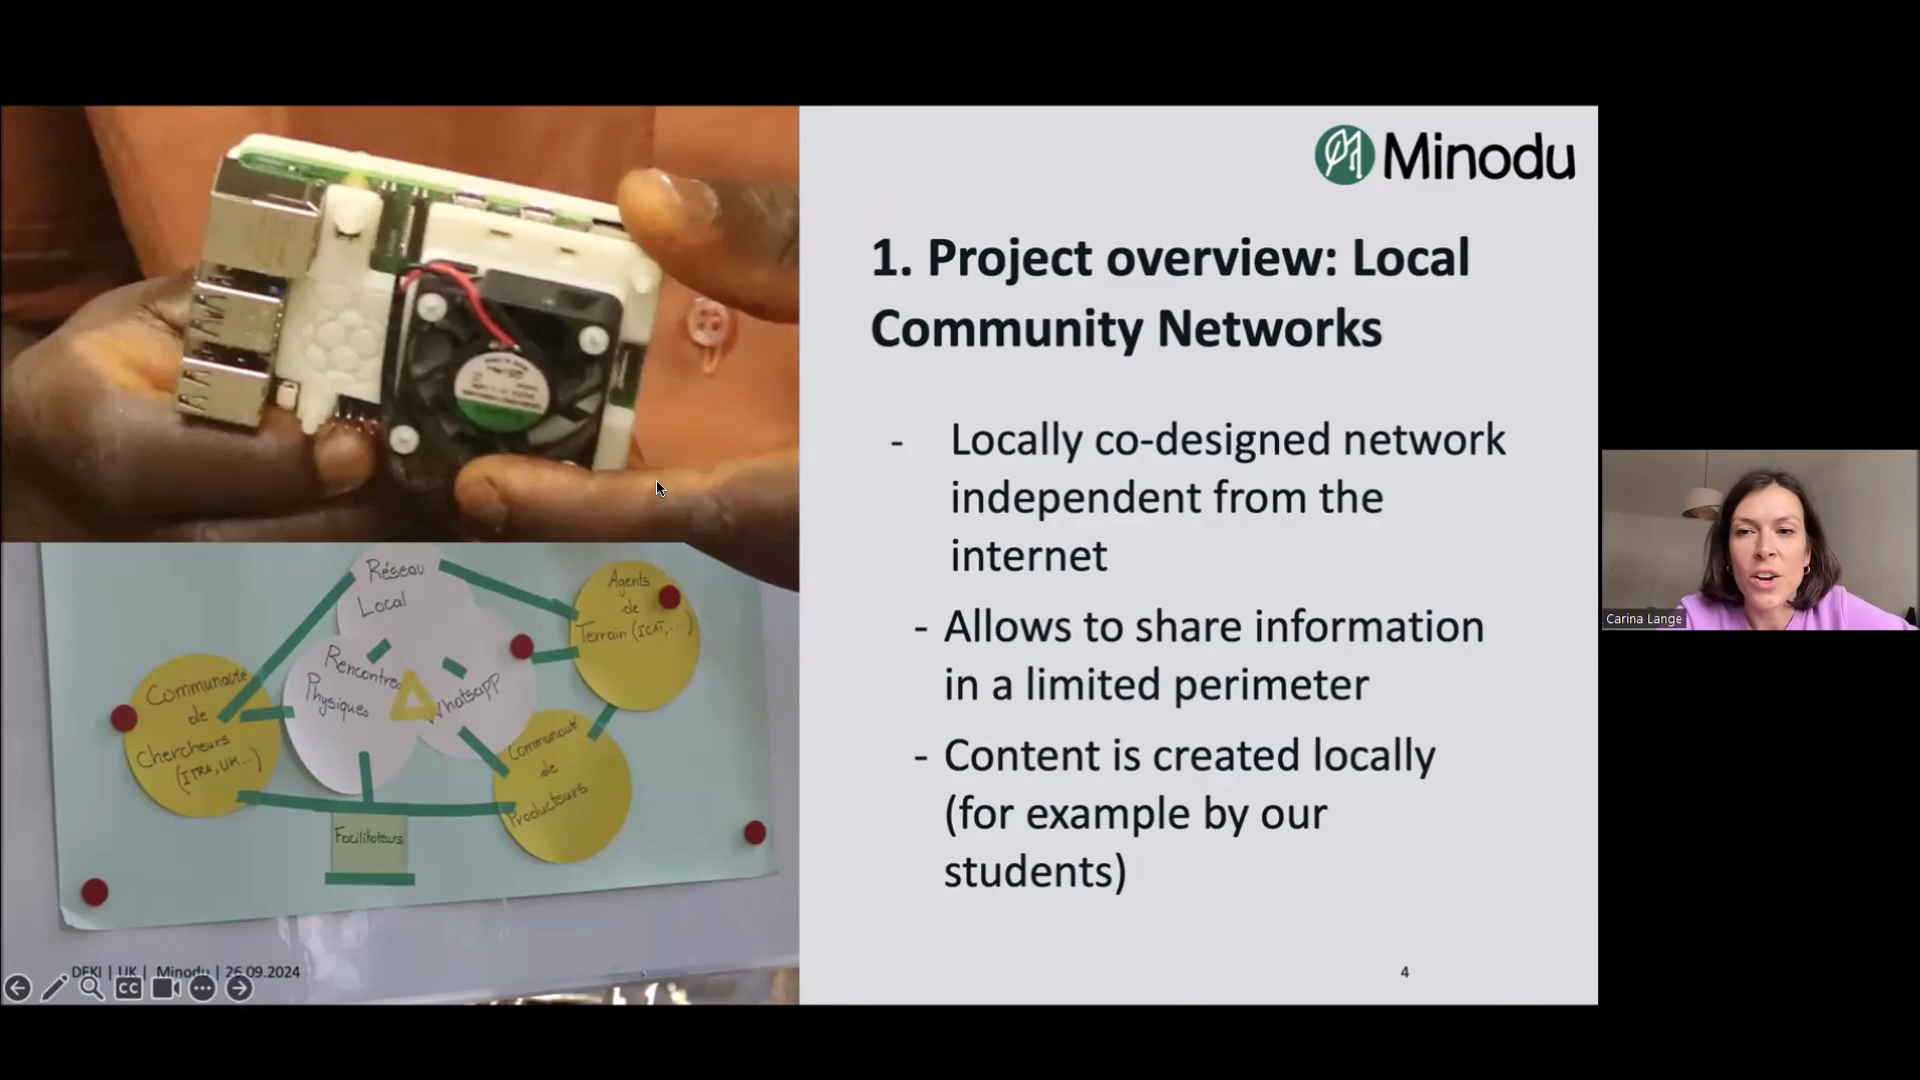 Minodu
1. Project overview: Local
Community Networks
- Locally co-designed network
independent from the
internet
- Allows to share information
in a limited perimeter
- Content is created locally
(for example by our
students)
4
Réseau
Local
Rencontres
Physiques
Whatsapp
Agents
de
Terrain (ICAT,...)
Communauté
de
Chercheurs
(ITRA, UK...)
Communauté
de
Producteurs
Facilitateurs
DEKI | UK | Minodu | 26.09.2024
CC
Carina Lange